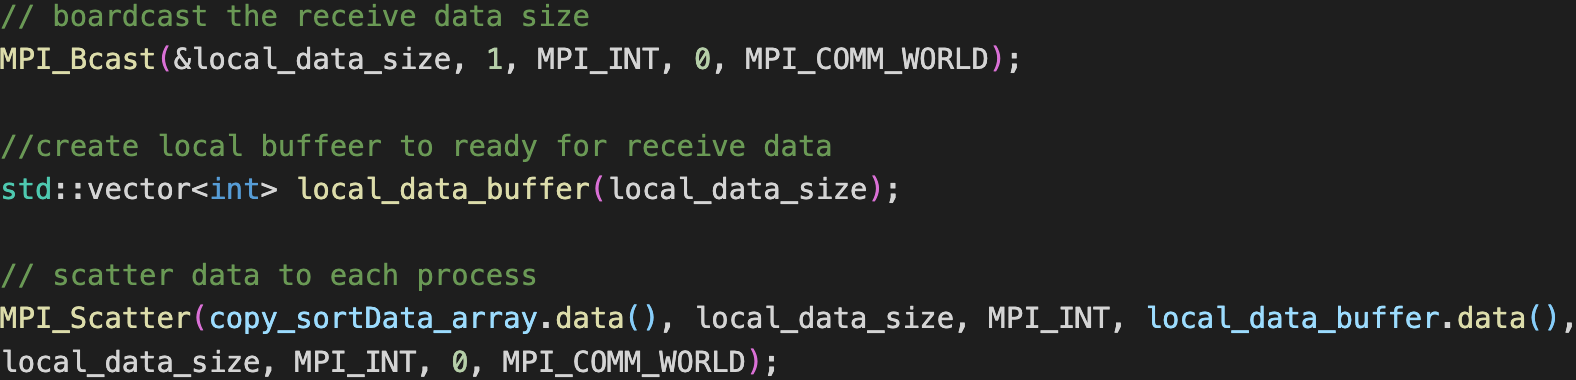 // boardcast the receive data size
MPI_Bcast(&local_data_size, 1, MPI_INT, 0, MPI_COMM_WORLD);
//create local buffeer to ready for receive data
std::vector<int> local_data_buffer(local_data_size);
// scatter data to each process
MPI_Scatter(copy_sortData_array.data(), local_data_size, MPI_INT, local_data_buffer.data(),
local_data_size, MPI_INT, 0, MPI_COMM_WORLD);